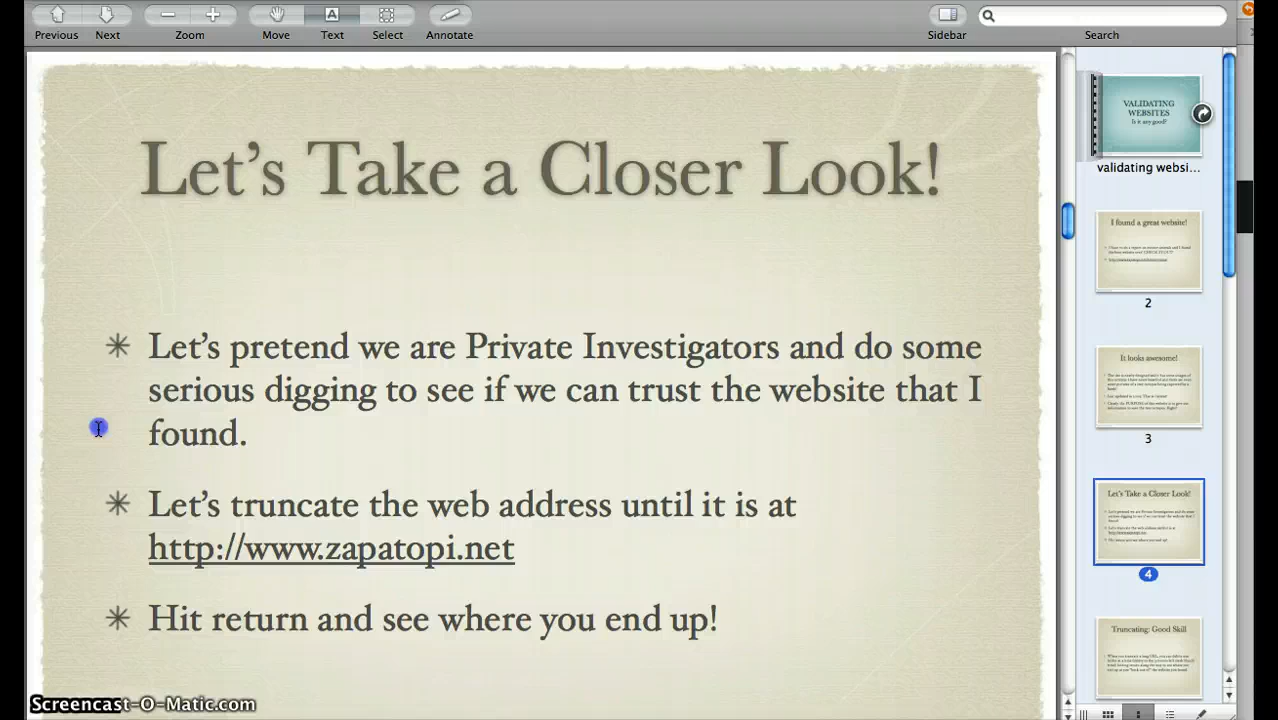 Previous Next Zoom Move Text Select Annotate Sidebar Search
Let's Take a Closer Look!
Let's pretend we are Private Investigators and do some
serious digging to see if we can trust the website that I
found.
Let's truncate the web address until it is at
http://www.zapatopi.net
Hit return and see where you end up!
VALIDATING
WEBSITES
Is it any good?
validating websi...
I found a great website!
2
It looks awesome!
3
Let's Take a Closer Look!
4
Truncating: Good Skill
Screencast-O-Matic.com